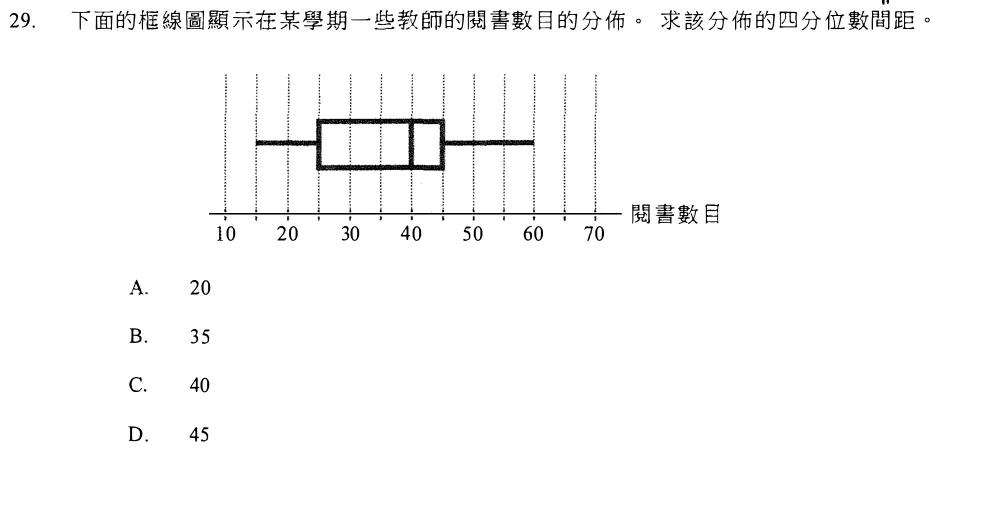 29. 下面的框線圖顯示在某學期一些教師的閱書數目的分佈。 求該分佈的四分位數間距。
閱書數目
10 20 30 40 50 60 70
A. 20
B. 35
C. 40
D. 45